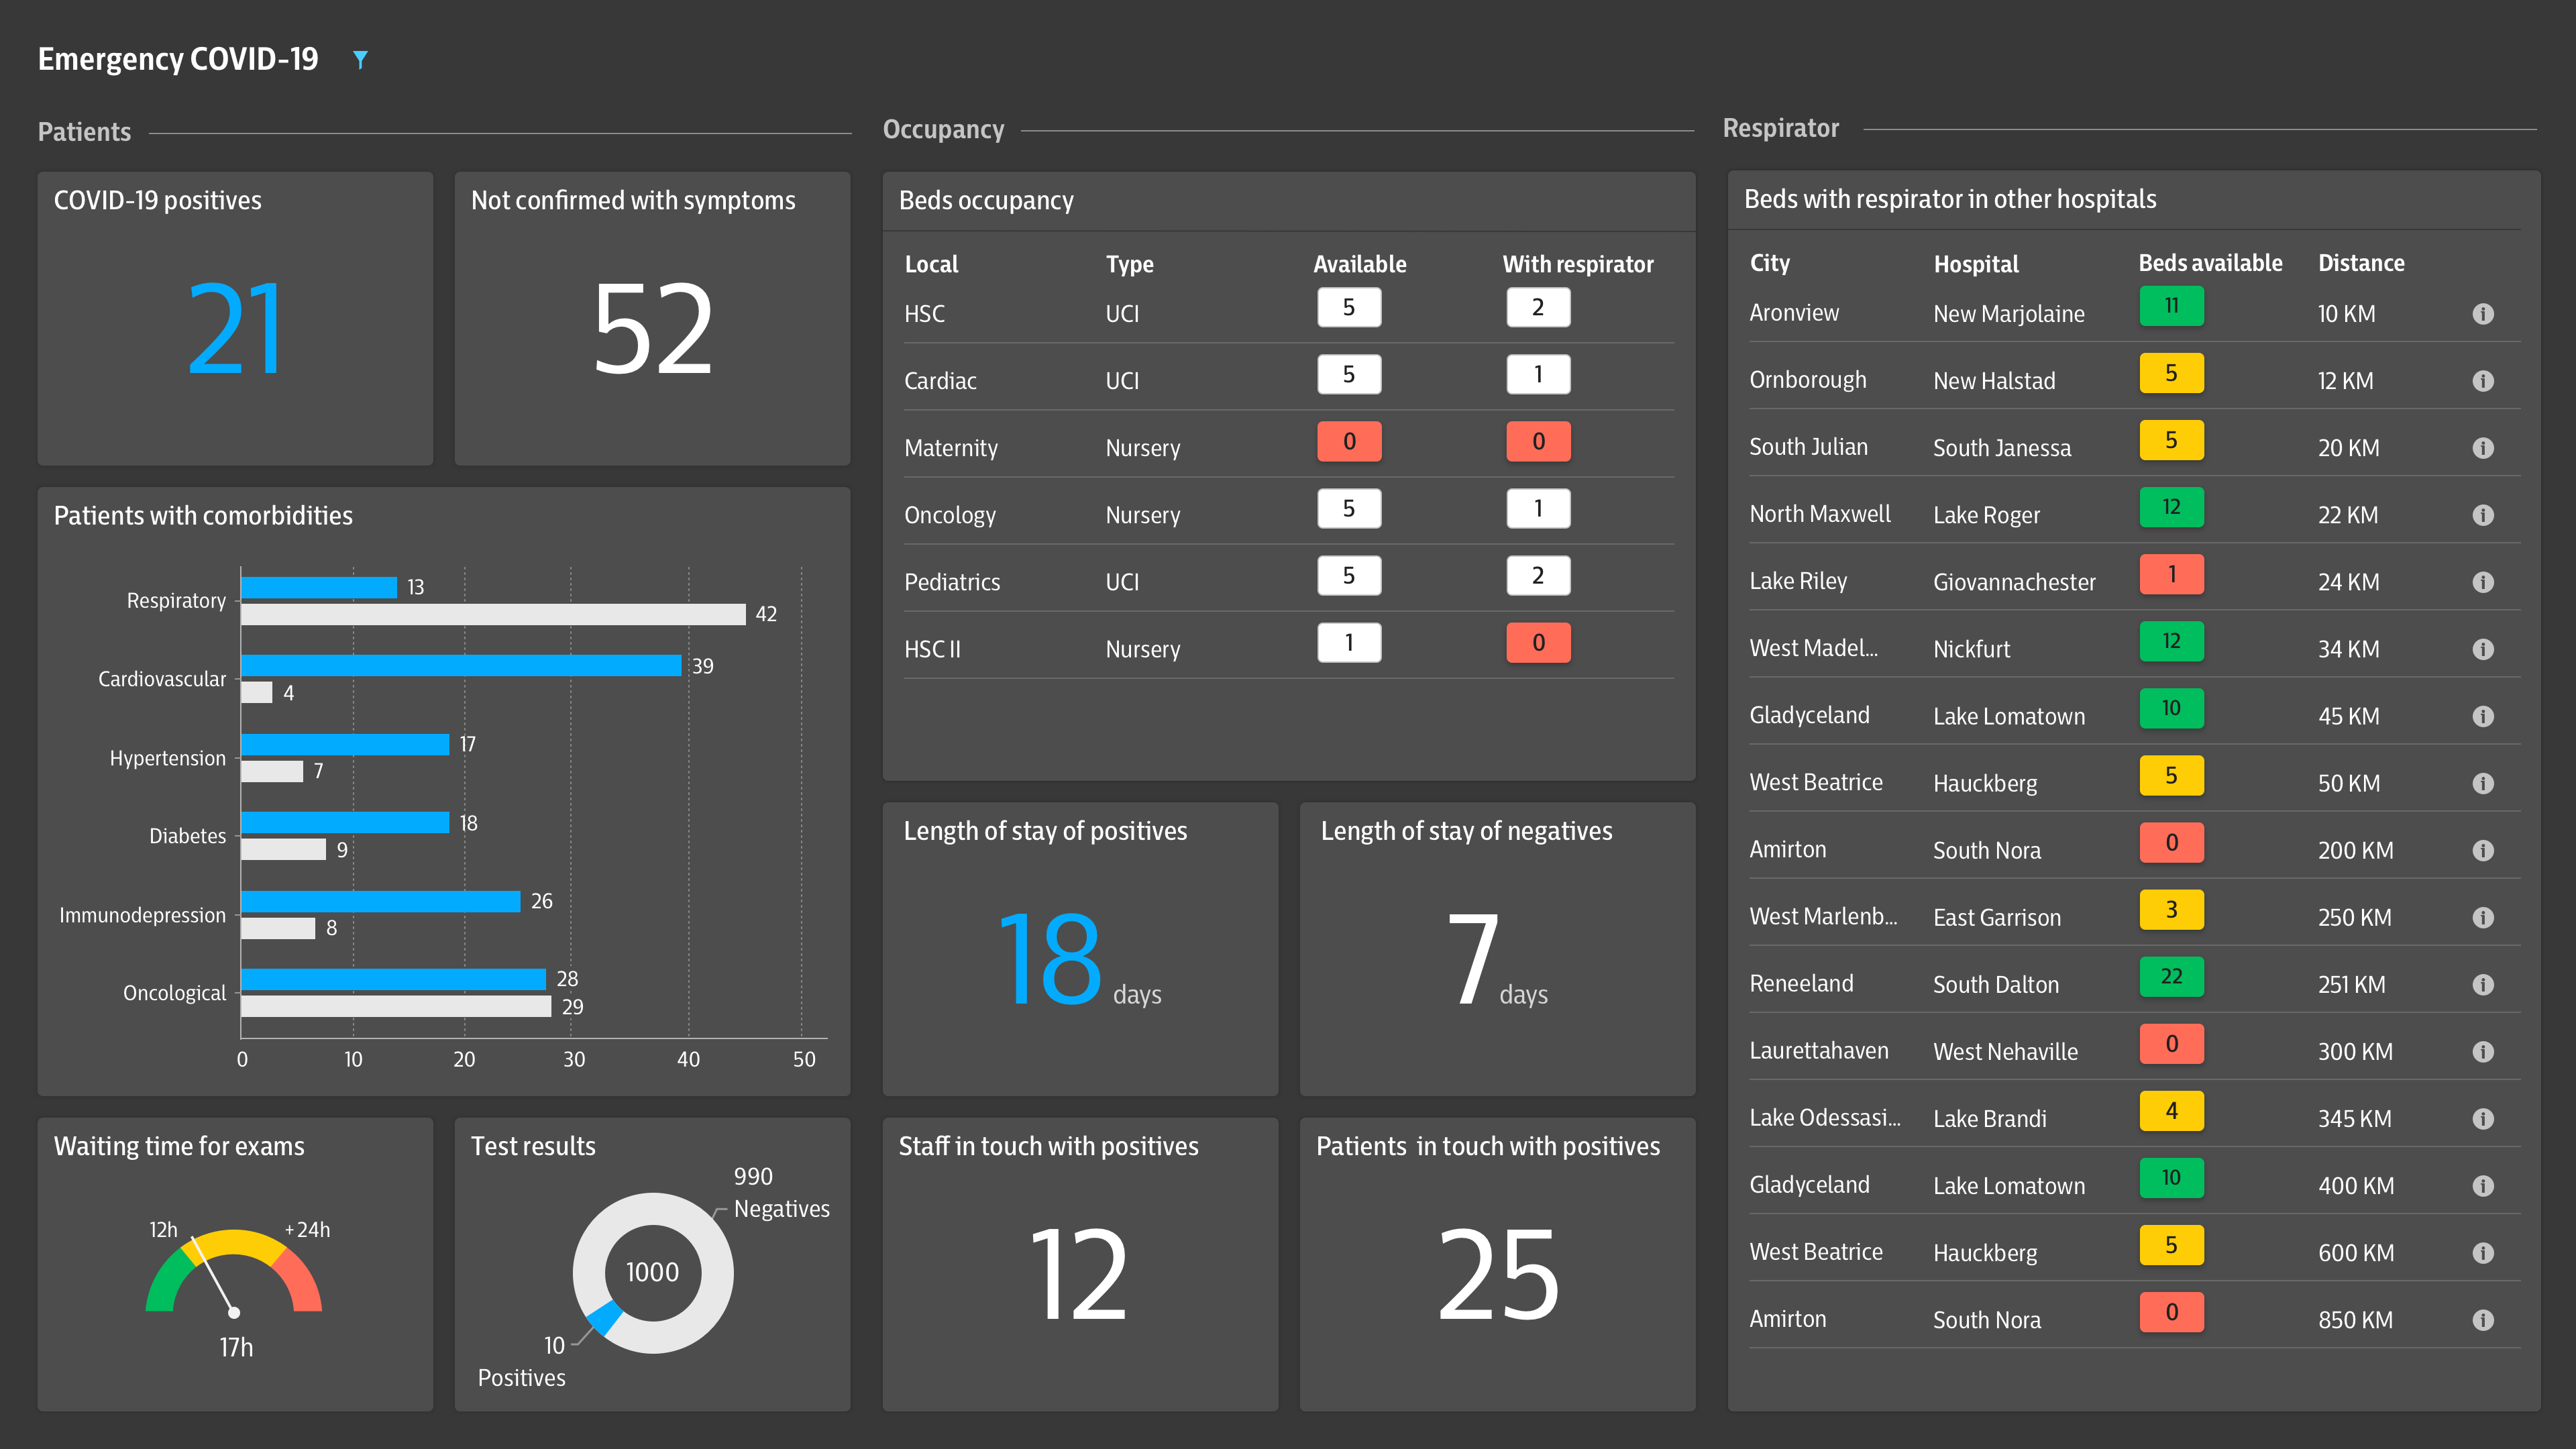 Emergency COVID-19
Patients
COVID-19 positives
21
Not confirmed with symptoms
52
Patients with comorbidities
Respiratory 13
42
Cardiovascular 39
4
Hypertension 17
7
Diabetes 18
9
Immunodepression 26
8
Oncological 28
29
0 10 20 30 40 50
Waiting time for exams
12h +24h
17h
Test results
990
Negatives
1000
10
Positives
Occupancy
Beds occupancy
Local Type Available With respirator
HSC UCI 5 2
Cardiac UCI 5 1
Maternity Nursery 0 0
Oncology Nursery 5 1
Pediatrics UCI 5 2
HSC II Nursery 1 0
Length of stay of positives
18 days
Length of stay of negatives
7 days
Staff in touch with positives
12
Patients in touch with positives
25
Respirator
Beds with respirator in other hospitals
City Hospital Beds available Distance
Aronview New Marjolaine 11 10 KM
Ornborough New Halstad 5 12 KM
South Julian South Janessa 5 20 KM
North Maxwell Lake Roger 12 22 KM
Lake Riley Giovannachester 1 24 KM
West Madel... Nickfurt 12 34 KM
Gladyceland Lake Lomatown 10 45 KM
West Beatrice Hauckberg 5 50 KM
Amirton South Nora 0 200 KM
West Marlenb... East Garrison 3 250 KM
Reneeland South Dalton 22 251 KM
Laurettahaven West Nehaville 0 300 KM
Lake Odessasi... Lake Brandi 4 345 KM
Gladyceland Lake Lomatown 10 400 KM
West Beatrice Hauckberg 5 600 KM
Amirton South Nora 0 850 KM